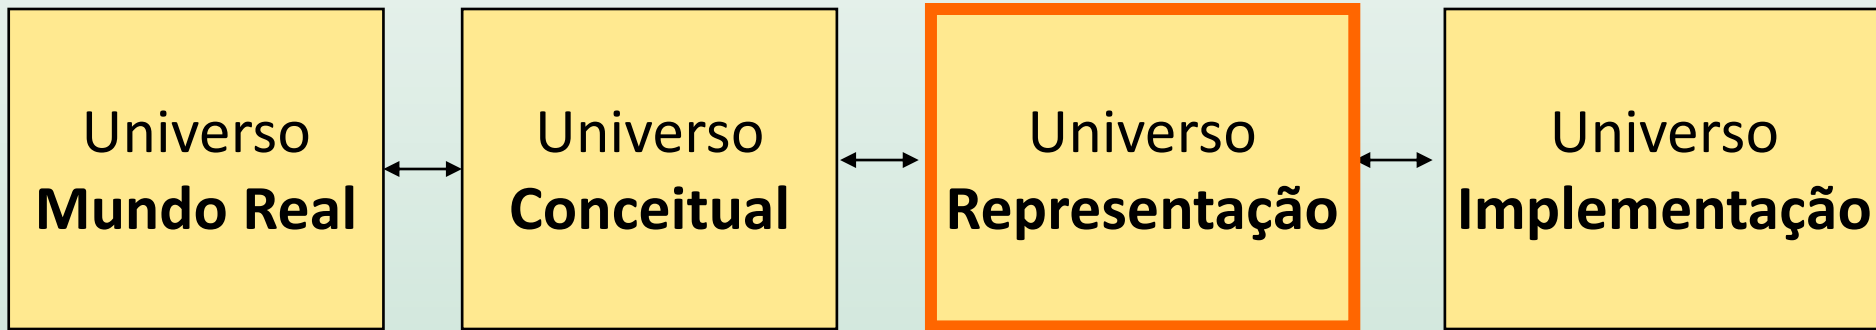 Universo
Mundo Real
Universo
Conceitual
Universo
Representação
Universo
Implementação